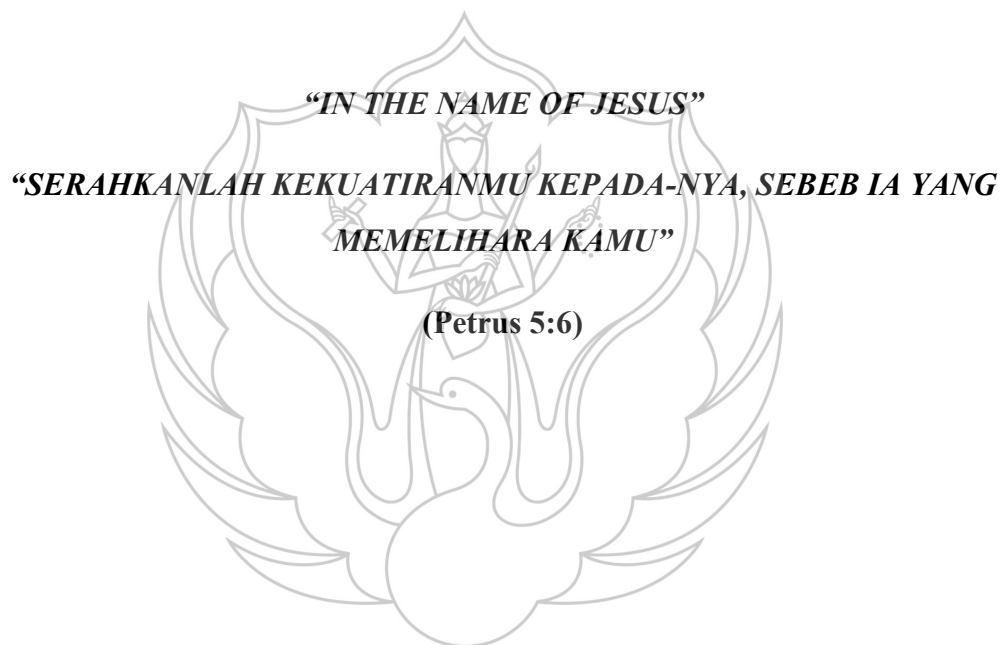 “IN THE NAME OF JESUS”
“SERAHKANLAH KEKUATIRANMU KEPADA-NYA, SEBEB IA YANG
MEMELIHARA KAMU”
(Petrus 5:6)